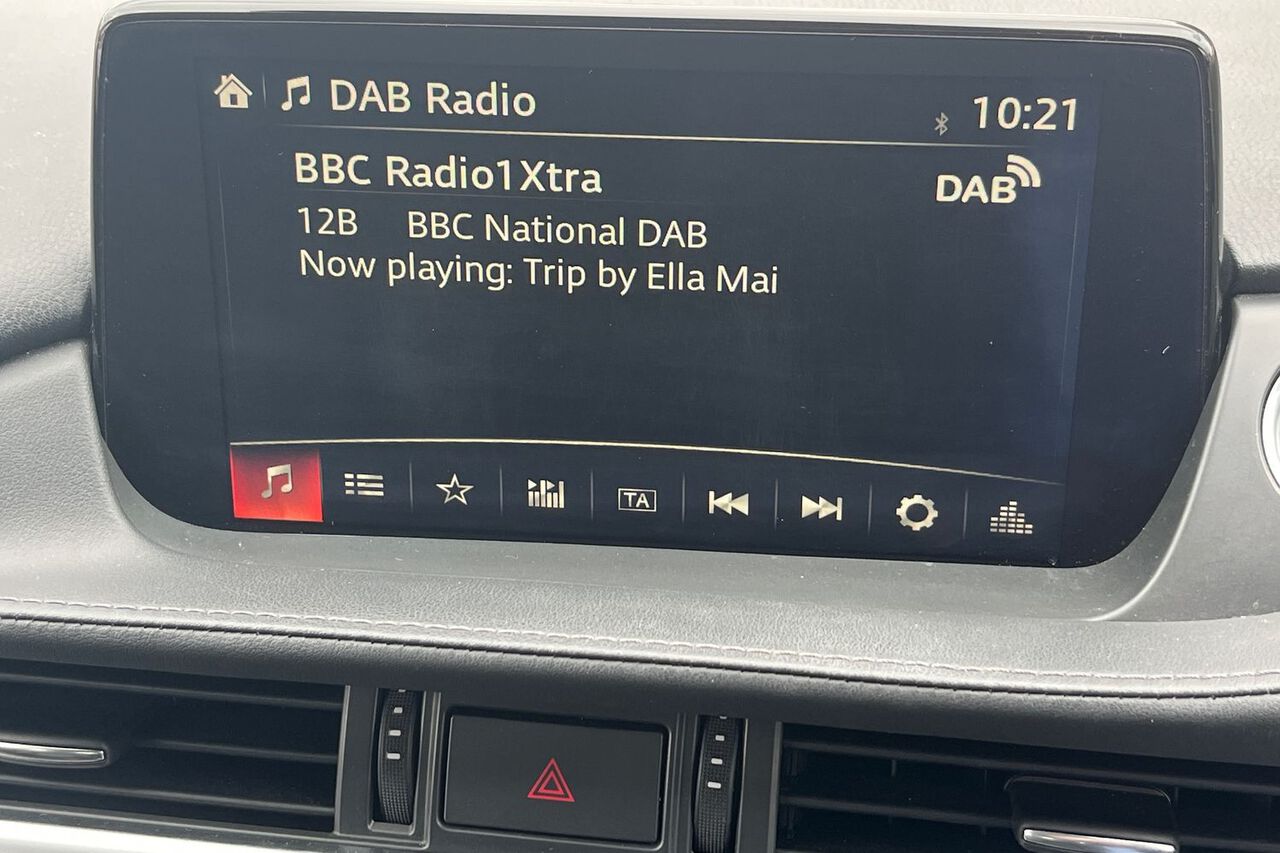 DAB Radio
10:21
BBC Radio1Xtra
DAB
12B BBC National DAB
Now playing: Trip by Ella Mai
TA